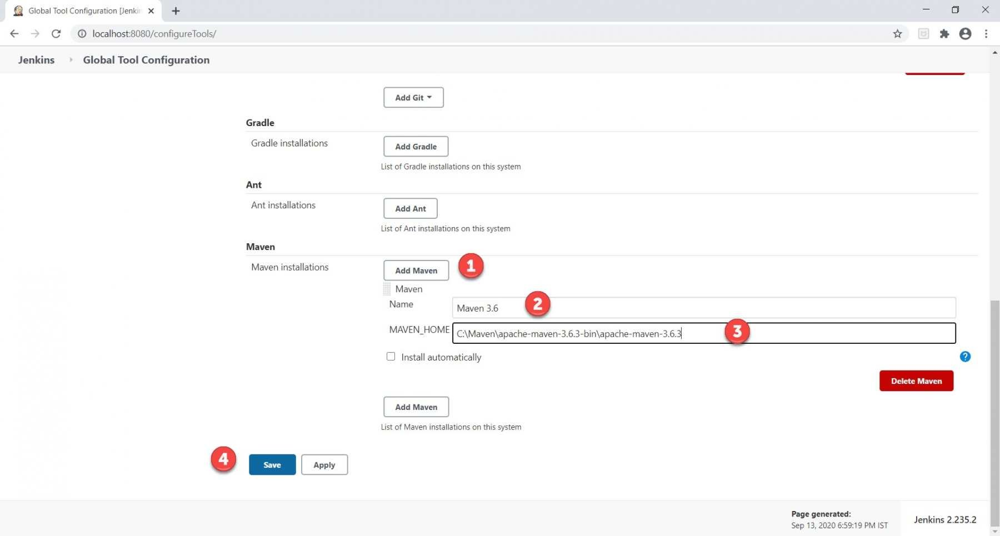 Global Tool Configuration [Jenki
localhost:8080/configureTools/
Jenkins Global Tool Configuration
Add Git
Gradle
Gradle installations
Add Gradle
List of Gradle installations on this system
Ant
Ant installations
Add Ant
List of Ant installations on this system
Maven
Maven installations
Add Maven
1
Maven
Name
Maven 3.6
2
MAVEN_HOME
C:\Maven\apache-maven-3.6.3-bin\apache-maven-3.6.3
3
Install automatically
?
Delete Maven
Add Maven
List of Maven installations on this system
4
Save
Apply
Page generated:
Sep 13, 2020 6:59:19 PM IST
Jenkins 2.235.2